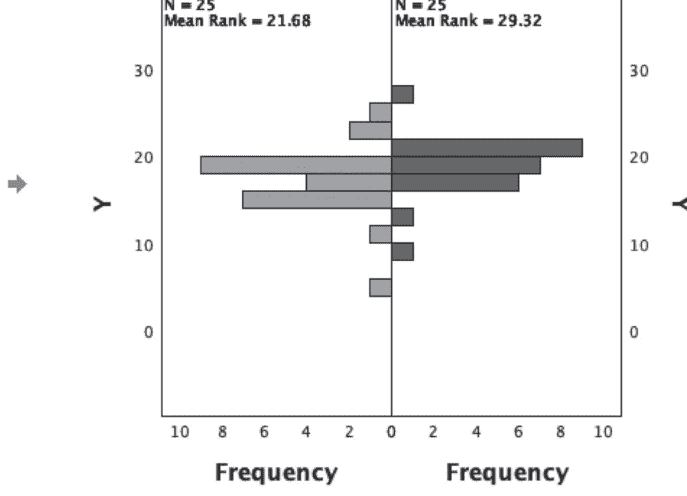 N = 25
Mean Rank = 21.68
N = 25
Mean Rank = 29.32
30
20
10
0
Y
30
20
10
0
Y
10 8 6 4 2 0 2 4 6 8 10
Frequency
Frequency